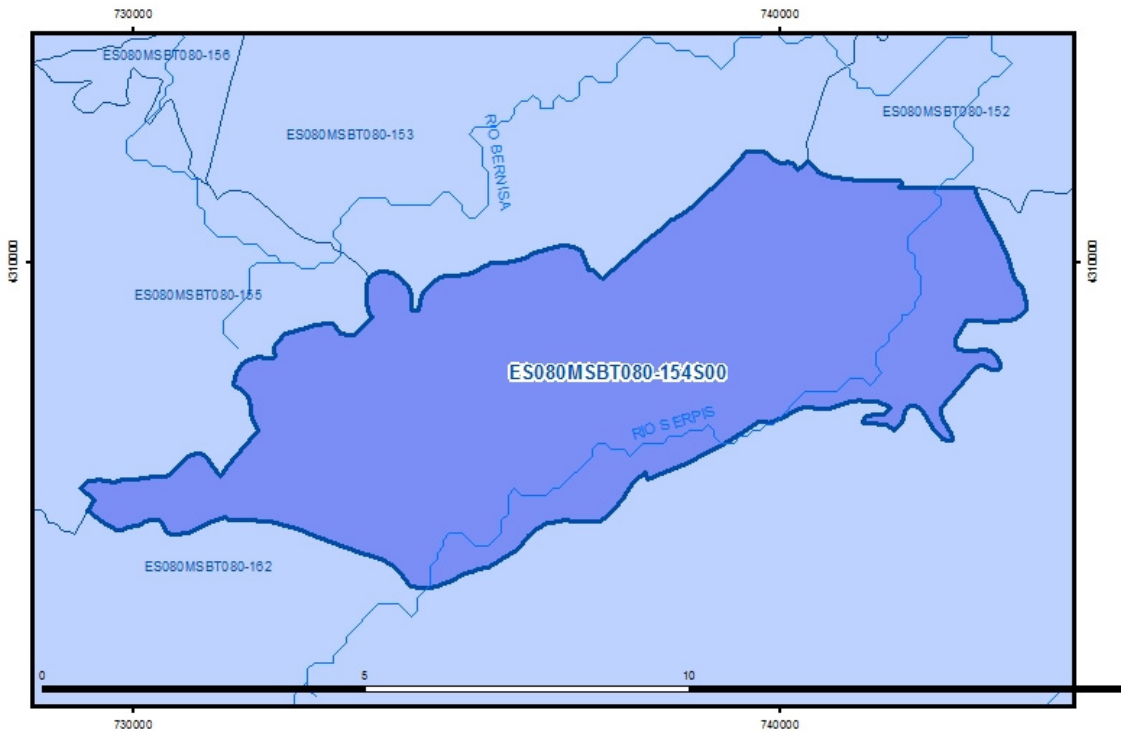 730000
740000
ES080MSBT080-156
ES080MSBT080-152
ES080MSBT080-153
RIO BERNISA
4310000
4310000
ES080MSBT080-155
ES080MSBT080-154S00
RIO S ERPIS
ES080MSBT080-162
0
5
10
730000
740000